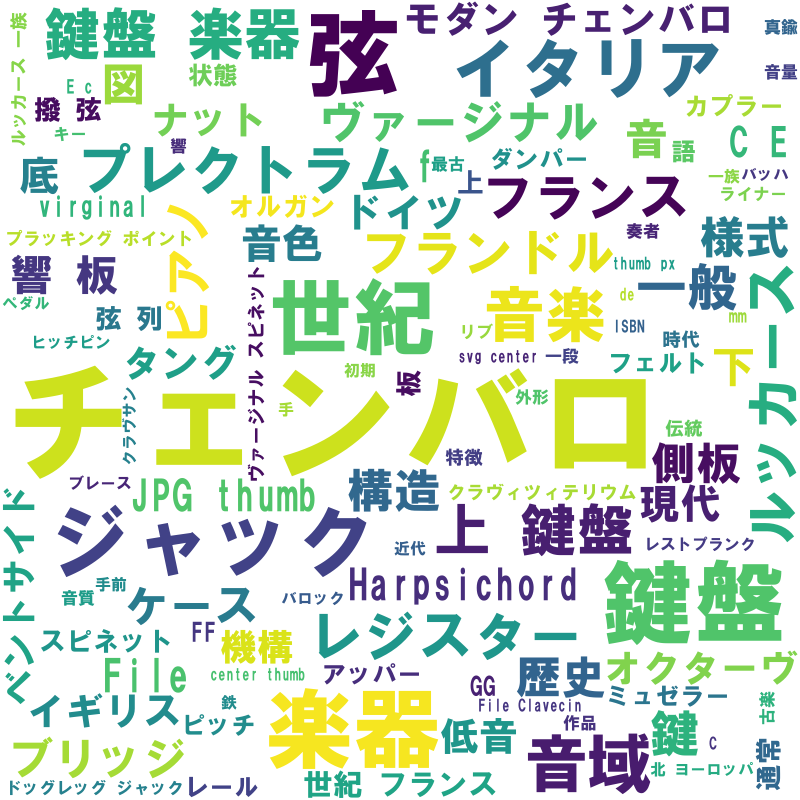 鍵盤 楽器
弦
モダン チェンバロ
真鍮
ルッカース 一族
図
状態
イタリア
音量
E c
撥 弦
キー
ナット
ヴァージナル
カプラー
音
語
C E
響
底
プレクトラム
f
最古
ダンパー
上
フランス
一族
バッハ
ライナー
virginal
オルガン
ドイツ
奏者
様式
プラッキング ポイント
ピアノ
音色
フランドル
thumb px
響 板
一般
ルッカース
ペダル
弦 列
ヴァージナル スピネット
世紀
音楽
de
mm
リブ
ISBN
時代
ヒッチピン
タング
svg center
一段
フェルト
下
初期
板
チェンバロ
クラヴサン
手
外形
伝統
特徴
側板
ブレース
JPG thumb
構造
クラヴィツィテリウム
現代
ベントサイド
ジャック
上
鍵盤
近代
レストプランク
音質
手前
ケース
バロック
Harpsichord
鍵盤
スピネット
FF
機構
レジスター
オクターヴ
File
center thumb
アッパー
GG
歴史
ミュゼラー
イギリス
ピッチ
鉄
楽器
File Clavecin
作品
鍵
c
古楽
ブリッジ
低音
音域
通常
北 ヨーロッパ
ドッグレッグ ジャック
レール
世紀 フランス